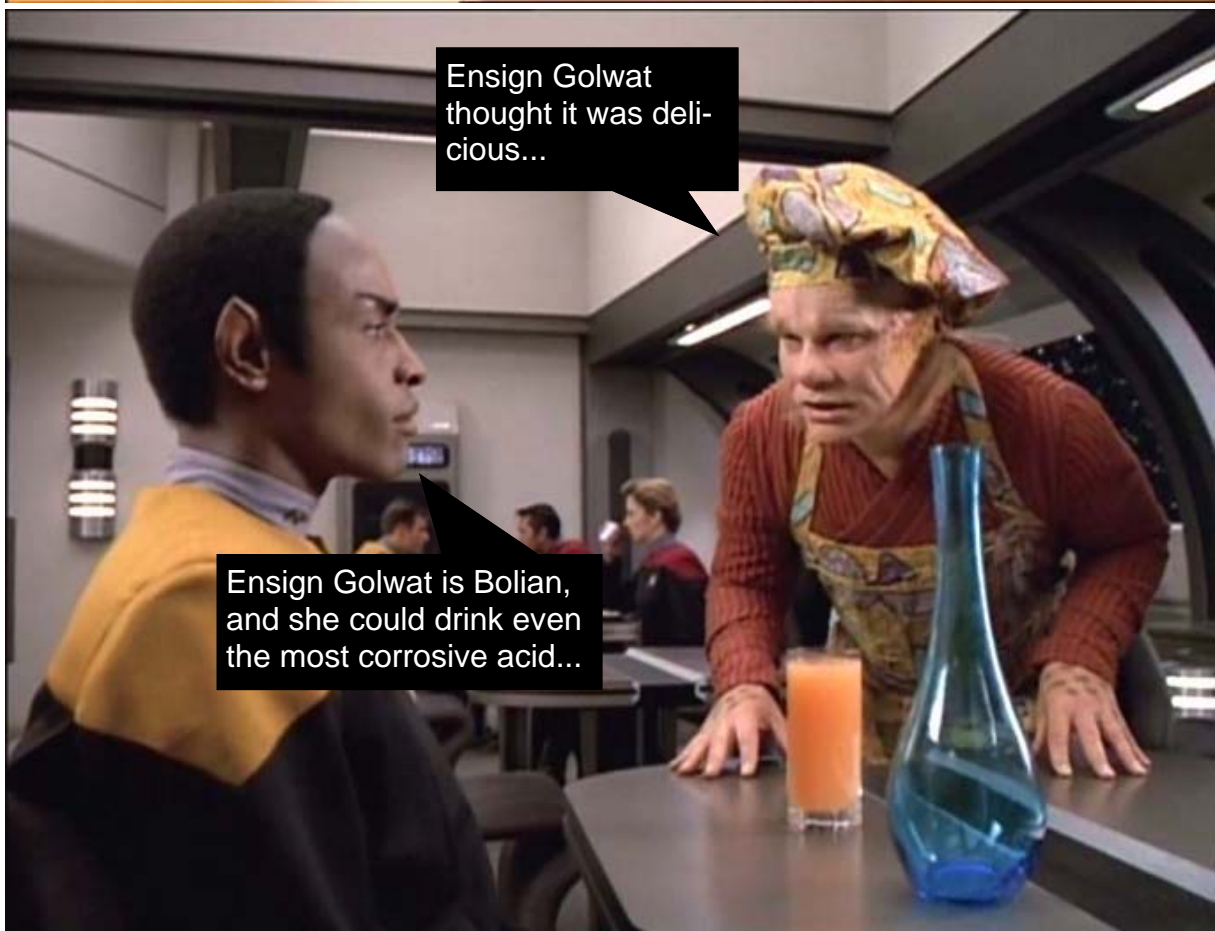 Ensign Golwat
thought it was deli-
cious...
Ensign Golwat is Bolian,
and she could drink even
the most corrosive acid...